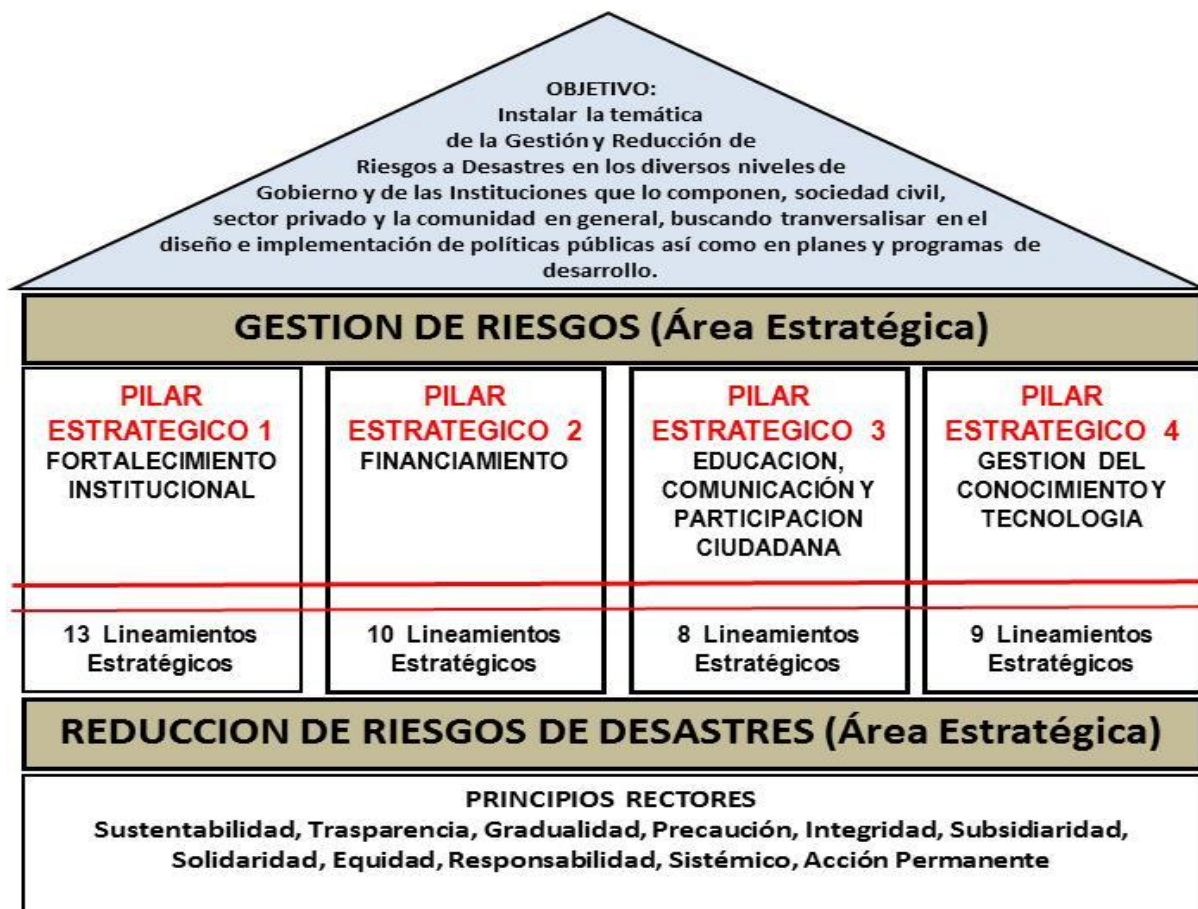 OBJETIVO:
Instalar la temática
de la Gestión y Reducción de
Riesgos a Desastres en los diversos niveles de
Gobierno y de las Instituciones que lo componen, sociedad civil,
sector privado y la comunidad en general, buscando tranversalisar en el
diseño e implementación de políticas públicas así como en planes y programas de
desarrollo.
GESTION DE RIESGOS (Área Estratégica)
PILAR
ESTRATEGICO 1
FORTALECIMIENTO
INSTITUCIONAL
13 Lineamientos
Estratégicos
PILAR
ESTRATEGICO 2
FINANCIAMIENTO
10 Lineamientos
Estratégicos
PILAR
ESTRATEGICO 3
EDUCACION,
COMUNICACIÓN Y
PARTICIPACION
CIUDADANA
8 Lineamientos
Estratégicos
PILAR
ESTRATEGICO 4
GESTION DEL
CONOCIMIENTO Y
TECNOLOGIA
9 Lineamientos
Estratégicos
REDUCCION DE RIESGOS DE DESASTRES (Área Estratégica)
PRINCIPIOS RECTORES
Sustentabilidad, Trasparencia, Gradualidad, Precaución, Integridad, Subsidiaridad,
Solidaridad, Equidad, Responsabilidad, Sistémico, Acción Permanente